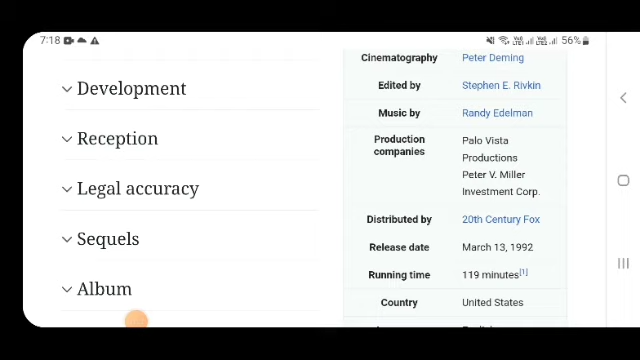 7:18
56%
Development
Reception
Legal accuracy
Sequels
Album
Cinematography Peter Deming
Edited by Stephen E. Rivkin
Music by Randy Edelman
Production companies Palo Vista
Productions
Peter V. Miller
Investment Corp.
Distributed by 20th Century Fox
Release date March 13, 1992
Running time 119 minutes[1]
Country United States